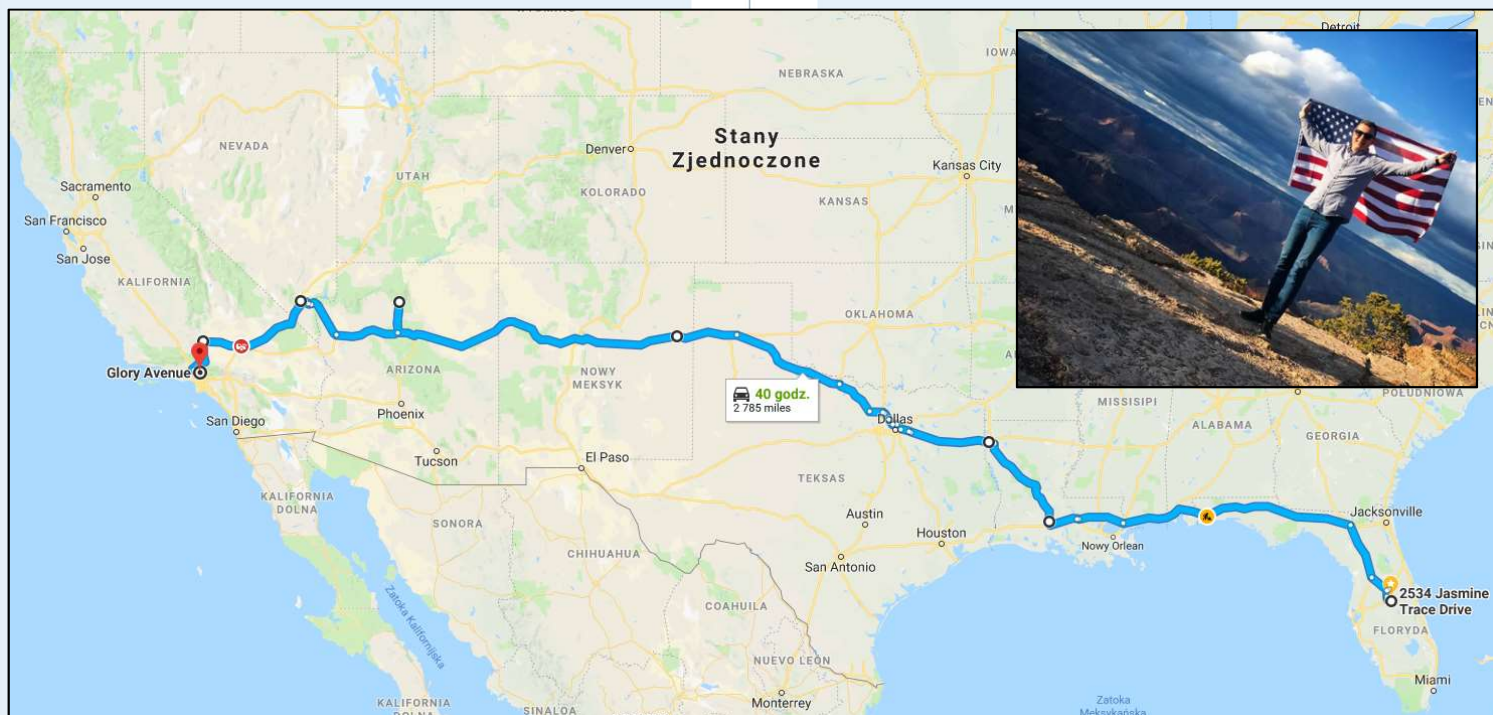 WYOMING
Detroit
IOWA
NEBRASKA
NEVADA
Stany
Zjednoczone
Denver
Kansas City
UTAH
Sacramento
KOLORADO
KANSAS
San Francisco
San Jose
KALIFORNIA
OKLAHOMA
Glory Avenue
ARIZONA
NOWY
MEKSYK
40 godz.
2 785 miles
MISSISIPI
POŁUDNIOWA
Phoenix
Dallas
ALABAMA
GEORGIA
San Diego
Tucson
El Paso
TEKSAS
KALIFORNIA
DOLNA
SONORA
Austin
Jacksonville
Houston
Nowy Orlean
CHIHUAHUA
San Antonio
Zatoka Kalifornijska
COAHUILA
2534 Jasmine
Trace Drive
FLORYDA
NUEVO LEÓN
Miami
Monterrey
KALIFORNIA
DOLNA
SINALOA
Zatoka
Meksykańska